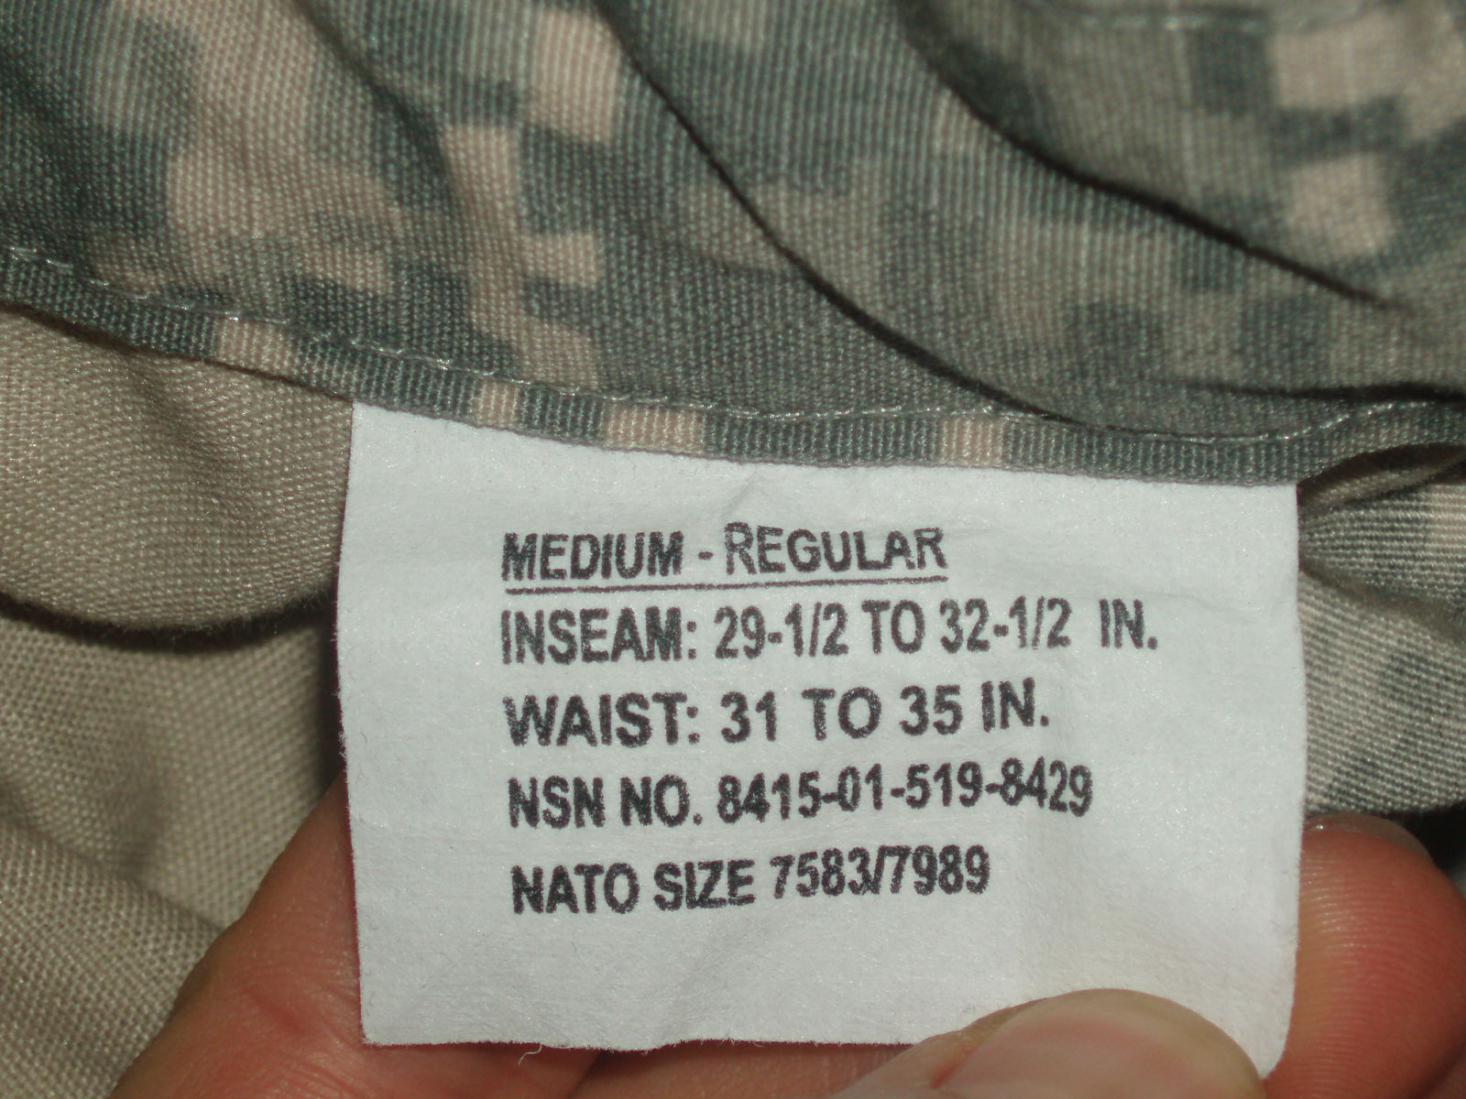 MEDIUM - REGULAR
INSEAM: 29-1/2 TO 32-1/2 IN.
WAIST: 31 TO 35 IN.
NSN NO. 8415-01-519-8429
NATO SIZE 7583/7989